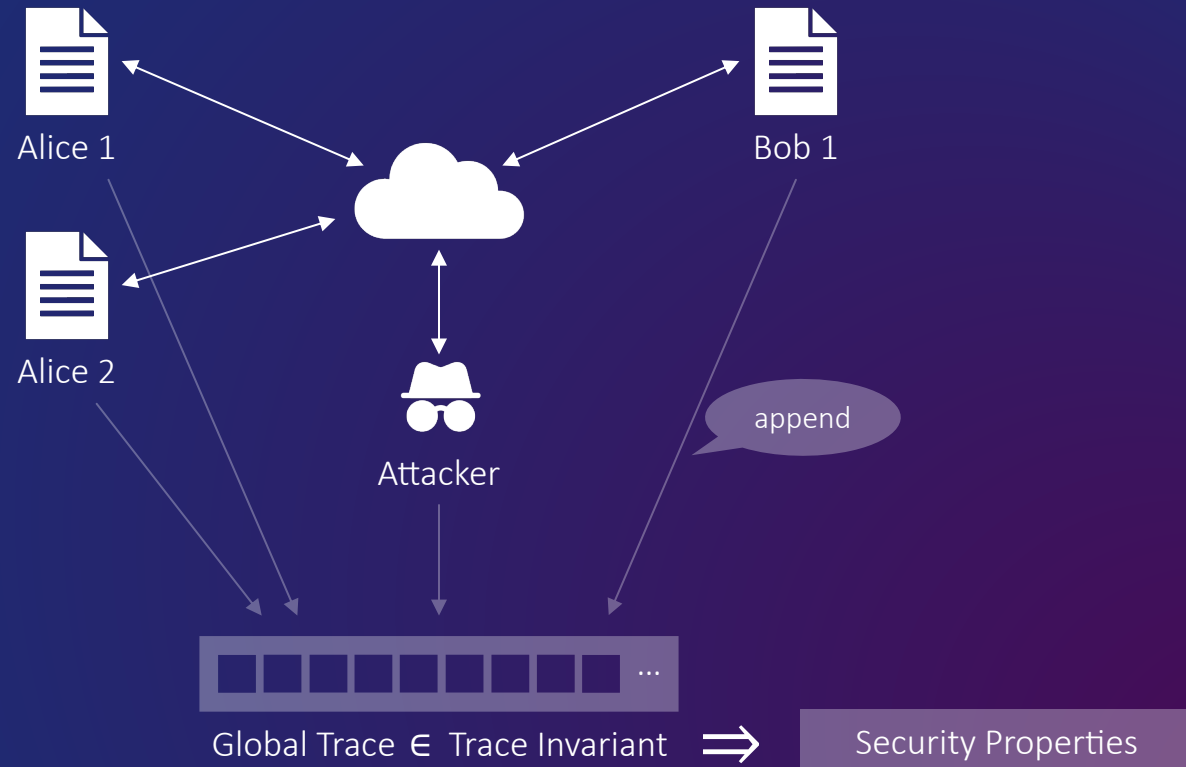 Alice 1
Bob 1
Alice 2
append
Attacker
...
Global Trace ∈ Trace Invariant ⇒ Security Properties